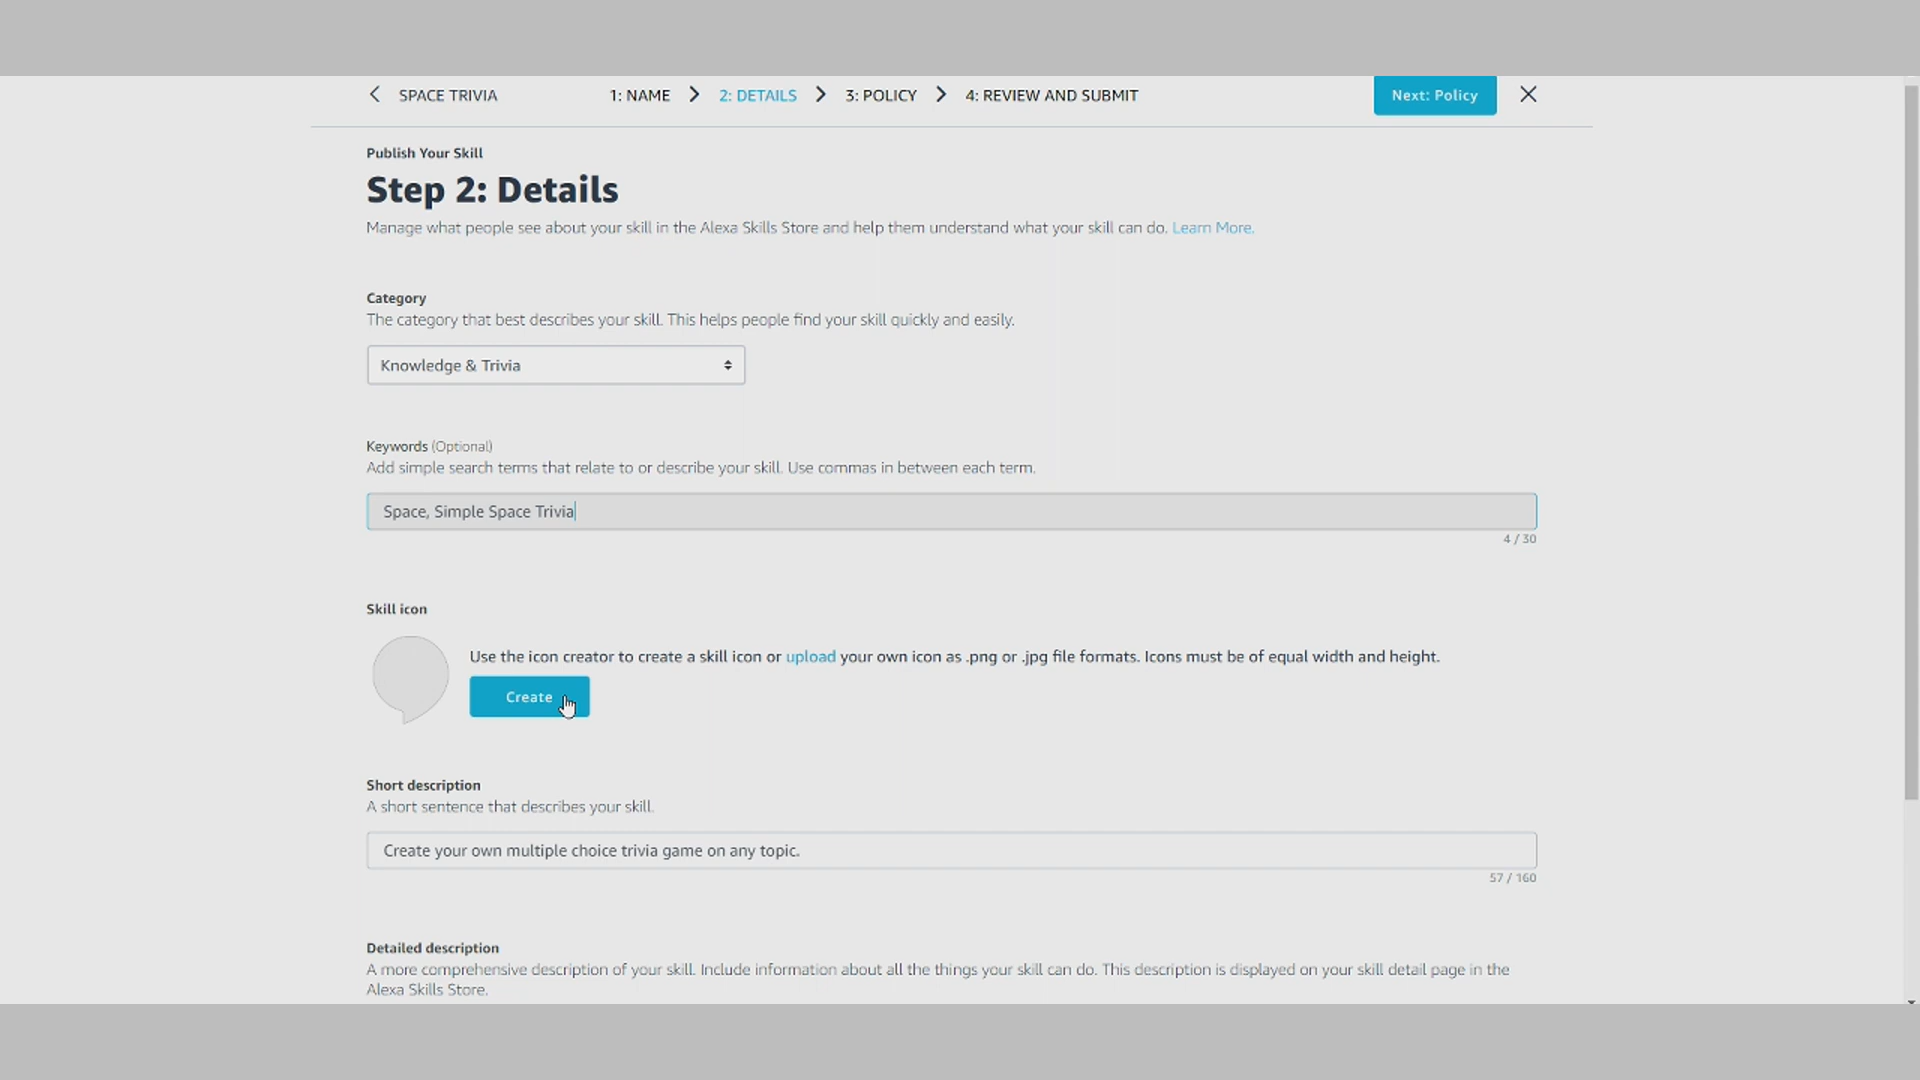 SPACE TRIVIA 1: NAME 2: DETAILS 3: POLICY 4: REVIEW AND SUBMIT Next: Policy
Publish Your Skill
Step 2: Details
Manage what people see about your skill in the Alexa Skills Store and help them understand what your skill can do. Learn More.
Category
The category that best describes your skill. This helps people find your skill quickly and easily.
Knowledge & Trivia
Keywords (Optional)
Add simple search terms that relate to or describe your skill. Use commas in between each term.
Space, Simple Space Trivia
4 / 30
Skill icon
Use the icon creator to create a skill icon or upload your own icon as .png or .jpg file formats. Icons must be of equal width and height.
Create
Short description
A short sentence that describes your skill.
Create your own multiple choice trivia game on any topic.
57 / 160
Detailed description
A more comprehensive description of your skill. Include information about all the things your skill can do. This description is displayed on your skill detail page in the
Alexa Skills Store.